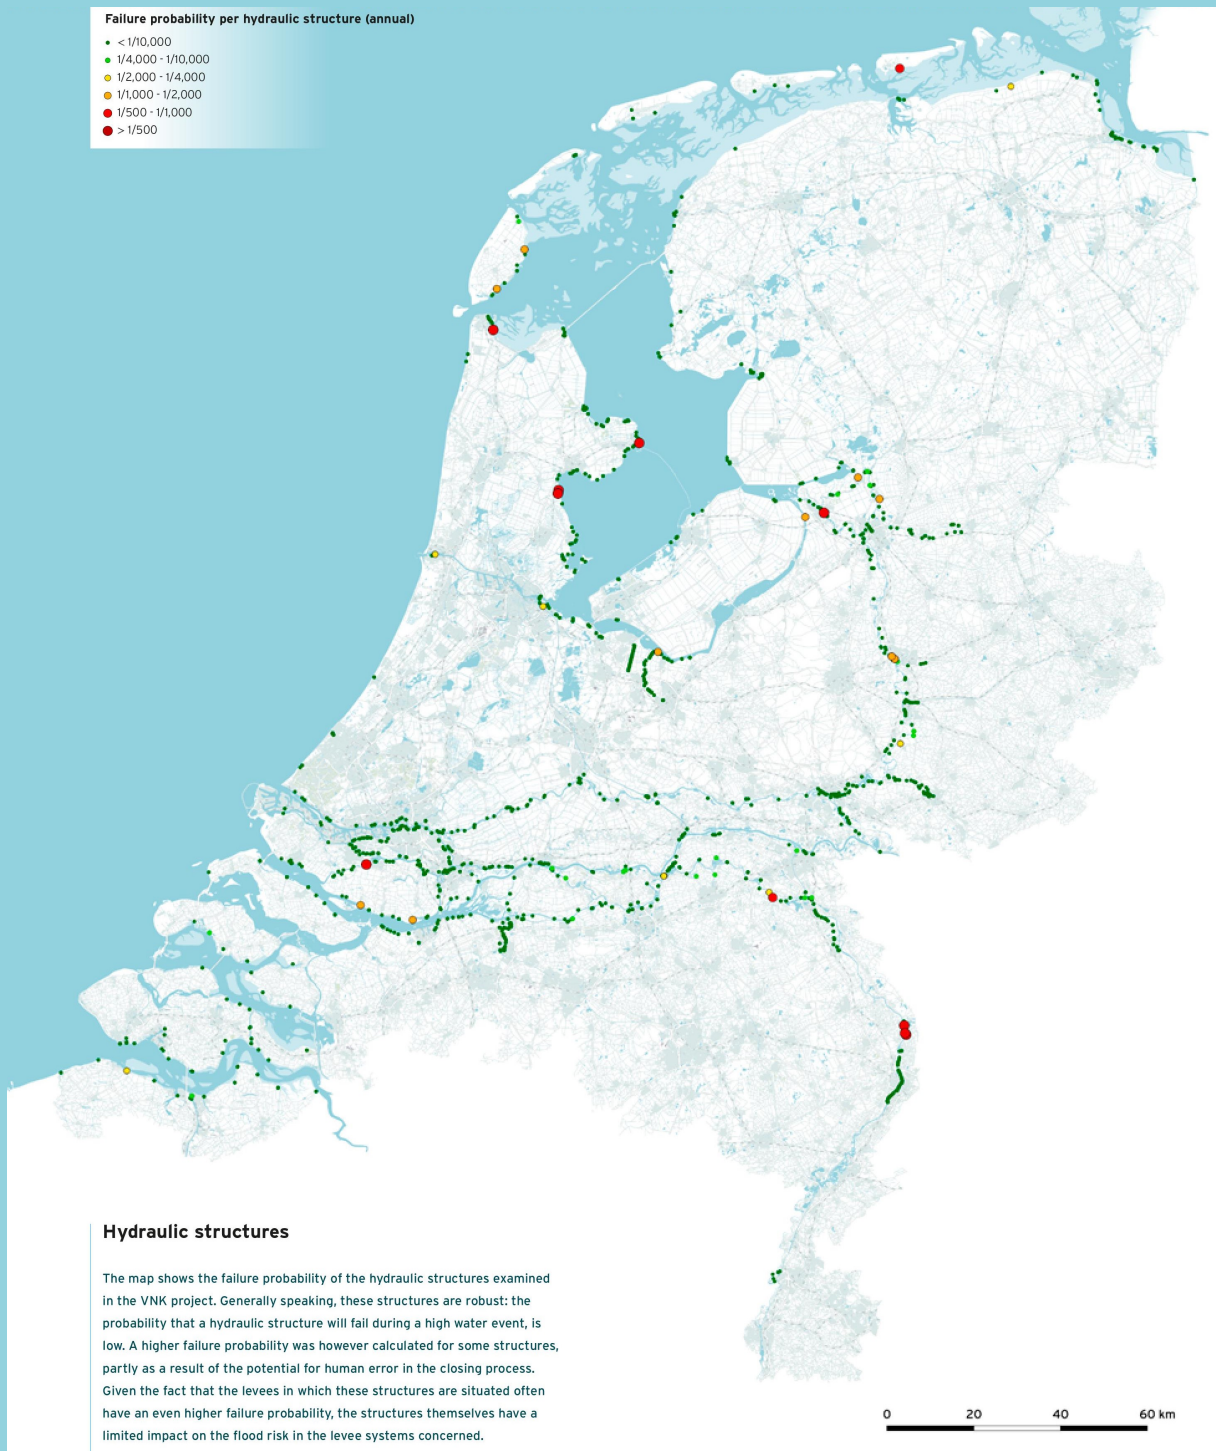 Failure probability per hydraulic structure (annual)
< 1/10,000
1/4,000 - 1/10,000
1/2,000 - 1/4,000
1/1,000 - 1/2,000
1/500 - 1/1,000
> 1/500
Hydraulic structures
The map shows the failure probability of the hydraulic structures examined
in the VNK project. Generally speaking, these structures are robust: the
probability that a hydraulic structure will fail during a high water event, is
low. A higher failure probability was however calculated for some structures,
partly as a result of the potential for human error in the closing process.
Given the fact that the levees in which these structures are situated often
have an even higher failure probability, the structures themselves have a
limited impact on the flood risk in the levee systems concerned.
0 20 40 60 km